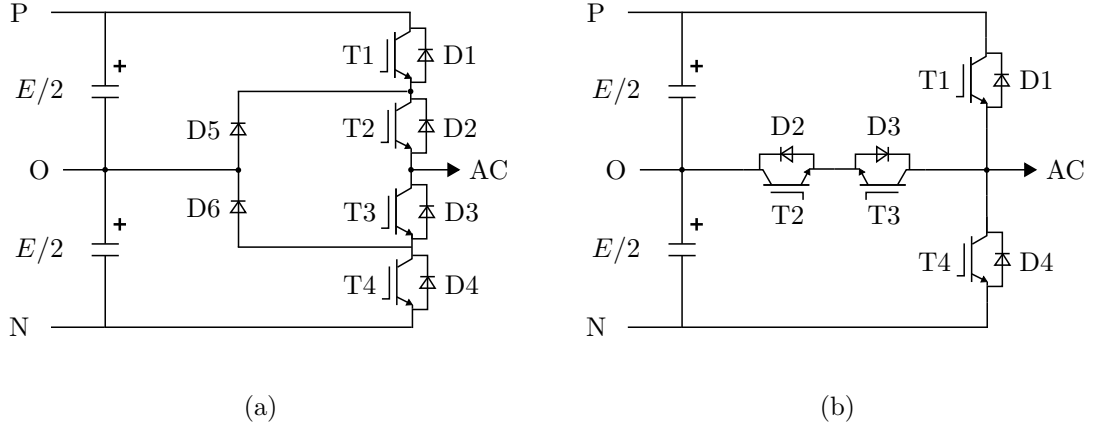 P
T1 D1
+
E/2
D5
T2 D2
O
AC
D6
T3 D3
+
E/2
T4 D4
N
(a)
P
+
T1 D1
E/2
D2 D3
O
AC
T2 T3
+
E/2
T4 D4
N
(b)